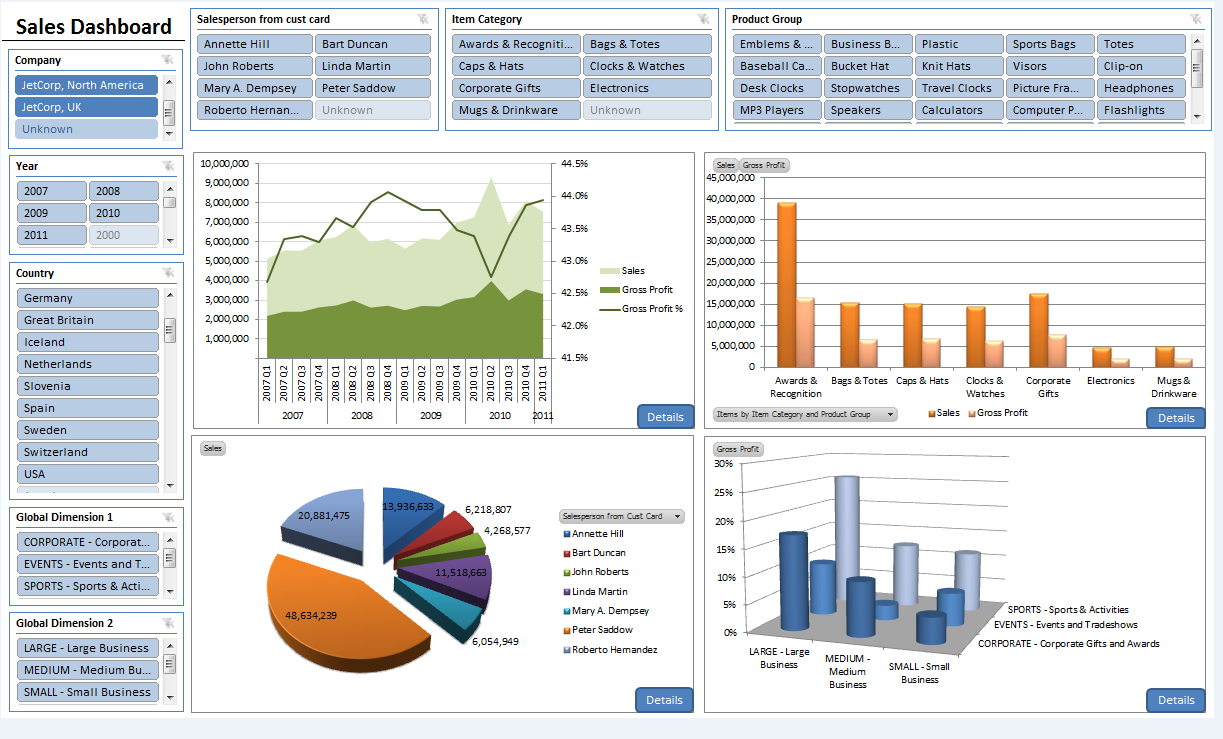 Sales Dashboard
Company
JetCorp, North America
JetCorp, UK
Unknown
Year
2007
2008
2009
2010
2011
2000
Country
Germany
Great Britain
Iceland
Netherlands
Slovenia
Spain
Sweden
Switzerland
USA
Global Dimension 1
CORPORATE - Corporat...
EVENTS - Events and T...
SPORTS - Sports & Acti...
Global Dimension 2
LARGE - Large Business
MEDIUM - Medium Bu...
SMALL - Small Business
Salesperson from cust card
Annette Hill
Bart Duncan
John Roberts
Linda Martin
Mary A. Dempsey
Peter Saddow
Roberto Hernan...
Unknown
Item Category
Awards & Recogniti...
Bags & Totes
Caps & Hats
Clocks & Watches
Corporate Gifts
Electronics
Mugs & Drinkware
Unknown
Product Group
Emblems & ...
Business B...
Plastic
Sports Bags
Totes
Baseball Ca...
Bucket Hat
Knit Hats
Visors
Clip-on
Desk Clocks
Stopwatches
Travel Clocks
Picture Fra...
Headphones
MP3 Players
Speakers
Calculators
Computer P...
Flashlights
10,000,000
9,000,000
8,000,000
7,000,000
6,000,000
5,000,000
4,000,000
3,000,000
2,000,000
1,000,000
44.5%
44.0%
43.5%
43.0%
42.5%
42.0%
41.5%
2007 Q1
2007 Q2
2007 Q3
2007 Q4
2008 Q1
2008 Q2
2008 Q3
2008 Q4
2009 Q1
2009 Q2
2009 Q3
2009 Q4
2010 Q1
2010 Q2
2010 Q3
2010 Q4
2011 Q1
2007
2008
2009
2010
2011
Sales
Gross Profit
Gross Profit %
Details
Sales
Gross Profit
45,000,000
40,000,000
35,000,000
30,000,000
25,000,000
20,000,000
15,000,000
10,000,000
5,000,000
0
Awards &
Recognition
Bags & Totes
Caps & Hats
Clocks &
Watches
Corporate
Gifts
Electronics
Mugs &
Drinkware
Items by Item Category and Product Group
Sales
Gross Profit
Details
Sales
20,881,475
13,936,633
6,218,807
4,268,577
11,518,663
6,054,949
48,634,239
Salesperson from Cust Card
Annette Hill
Bart Duncan
John Roberts
Linda Martin
Mary A. Dempsey
Peter Saddow
Roberto Hernandez
Details
Gross Profit
30%
25%
20%
15%
10%
5%
0%
LARGE - Large
Business
MEDIUM -
Medium
Business
SMALL - Small
Business
SPORTS - Sports & Activities
EVENTS - Events and Tradeshows
CORPORATE - Corporate Gifts and Awards
Details